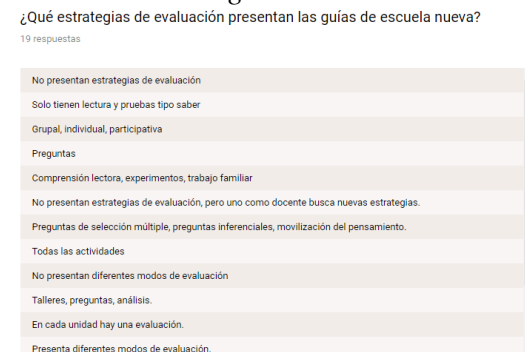 ¿Qué estrategias de evaluación presentan las guías de escuela nueva?
19 respuestas
No presentan estrategias de evaluación
Solo tienen lectura y pruebas tipo saber
Grupal, individual, participativa
Preguntas
Comprensión lectora, experimentos, trabajo familiar
No presentan estrategias de evaluación, pero uno como docente busca nuevas estrategias.
Preguntas de selección múltiple, preguntas inferenciales, movilización del pensamiento.
Todas las actividades
No presentan diferentes modos de evaluación
Talleres, preguntas, análisis.
En cada unidad hay una evaluación.
Presenta diferentes modos de evaluación.